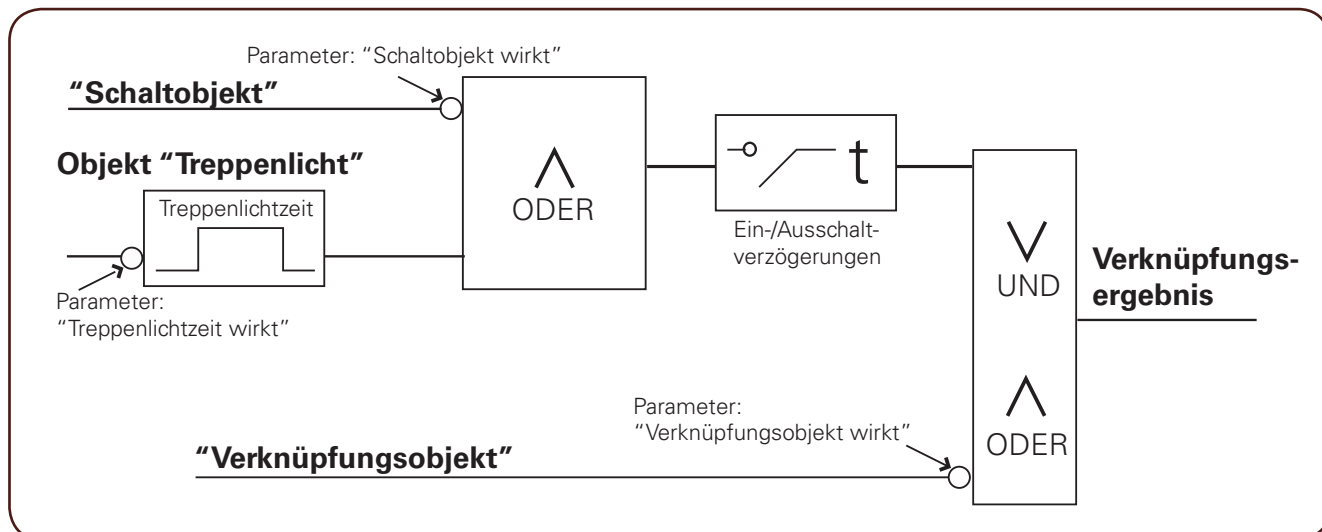 Parameter: “Schaltobjekt wirkt”
“Schaltobjekt”
Objekt “Treppenlicht”
Treppenlichtzeit
Parameter:
“Treppenlichtzeit wirkt”
ODER
t
Ein-/Ausschalt-
verzögerungen
UND
ODER
Verknüpfungs-
ergebnis
Parameter:
“Verknüpfungsobjekt wirkt”
“Verknüpfungsobjekt”